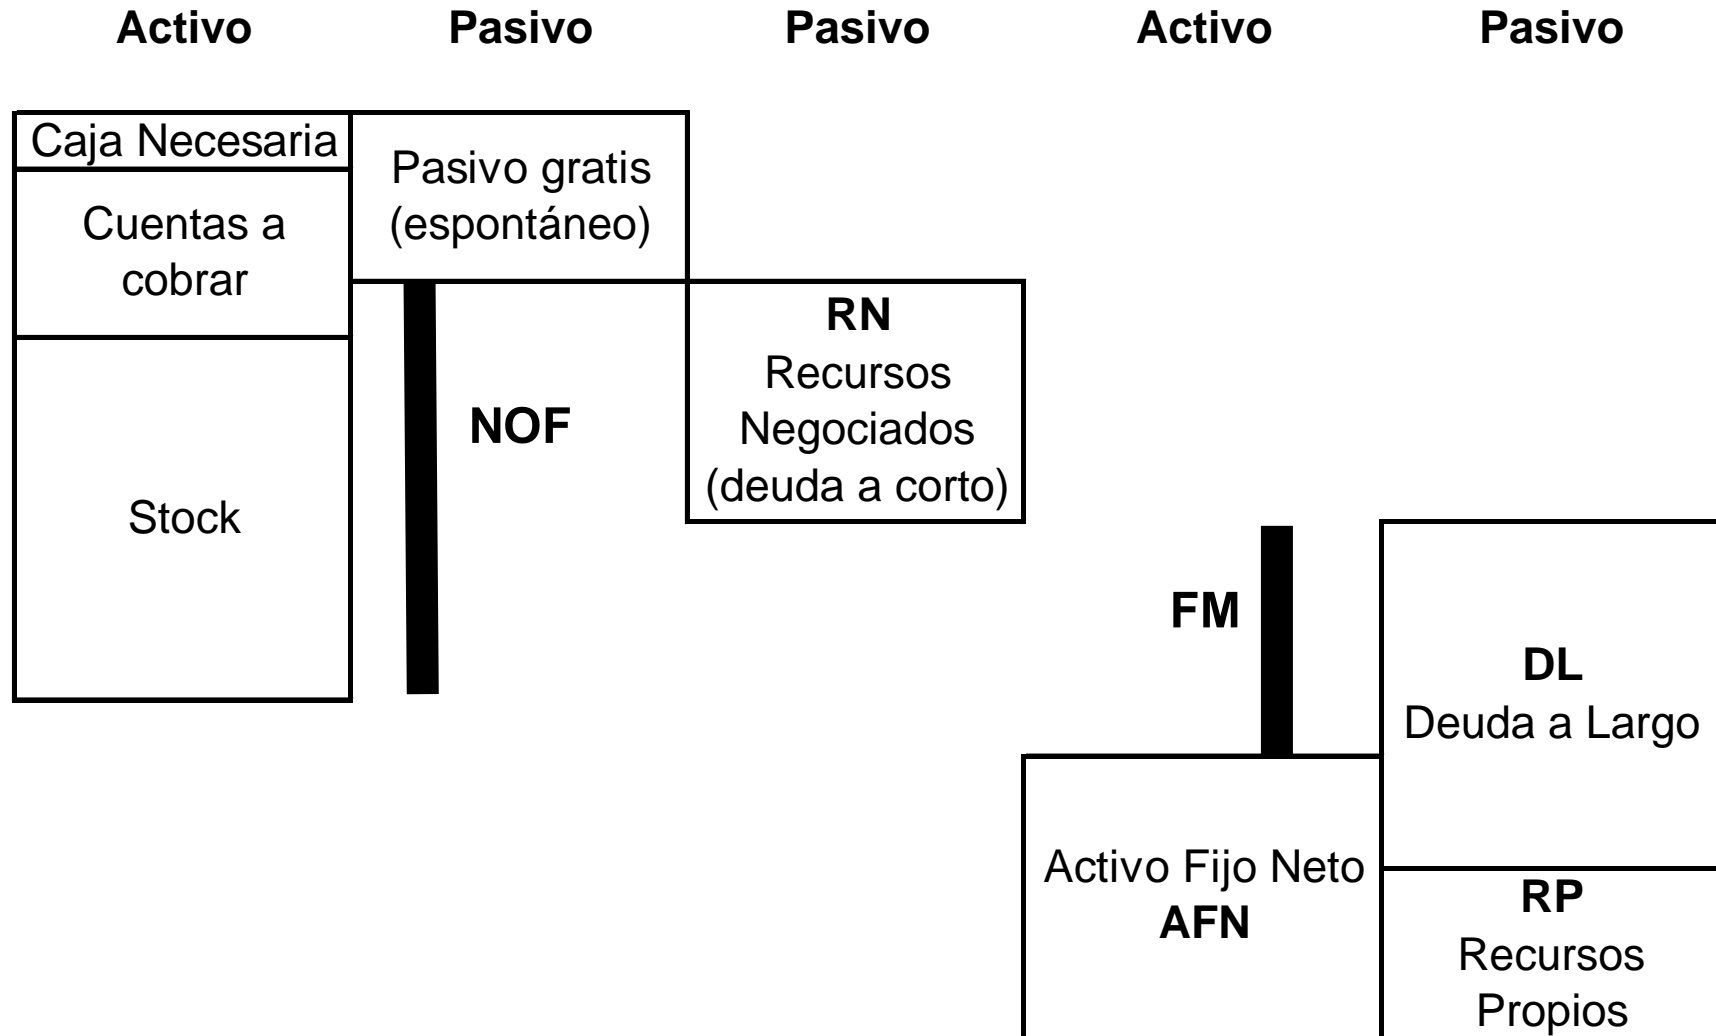 Activo Pasivo Pasivo Activo Pasivo
Caja Necesaria
Cuentas a
cobrar
Stock
Pasivo gratis
(espontáneo)
NOF
RN
Recursos
Negociados
(deuda a corto)
FM
Activo Fijo Neto
AFN
DL
Deuda a Largo
RP
Recursos
Propios